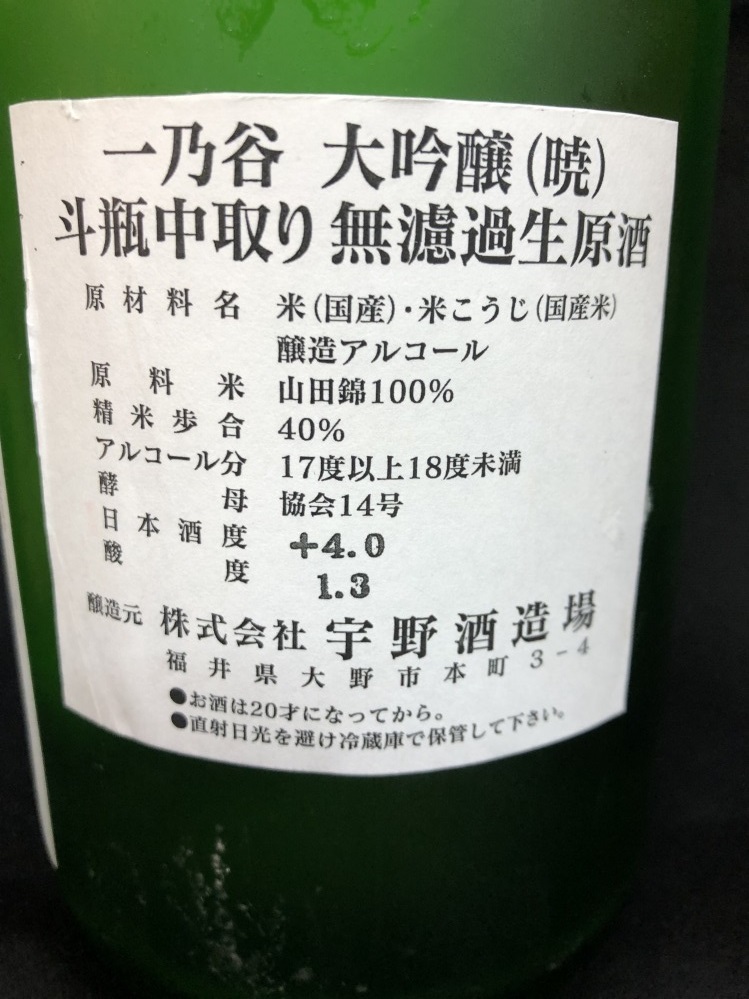 一乃谷 大吟醸(暁)
斗瓶中取り 無濾過生原酒
原材料名 米(国産)・米こうじ(国産米)
醸造アルコール
原料米 山田錦100%
精米歩合 40%
アルコール分 17度以上18度未満
酵母 協会14号
日本酒度 +4.0
酸度 1.3
醸造元 株式会社 宇野酒造場
福井県大野市本町3-4
●お酒は20才になってから。
●直射日光を避け冷蔵庫で保管して下さい。